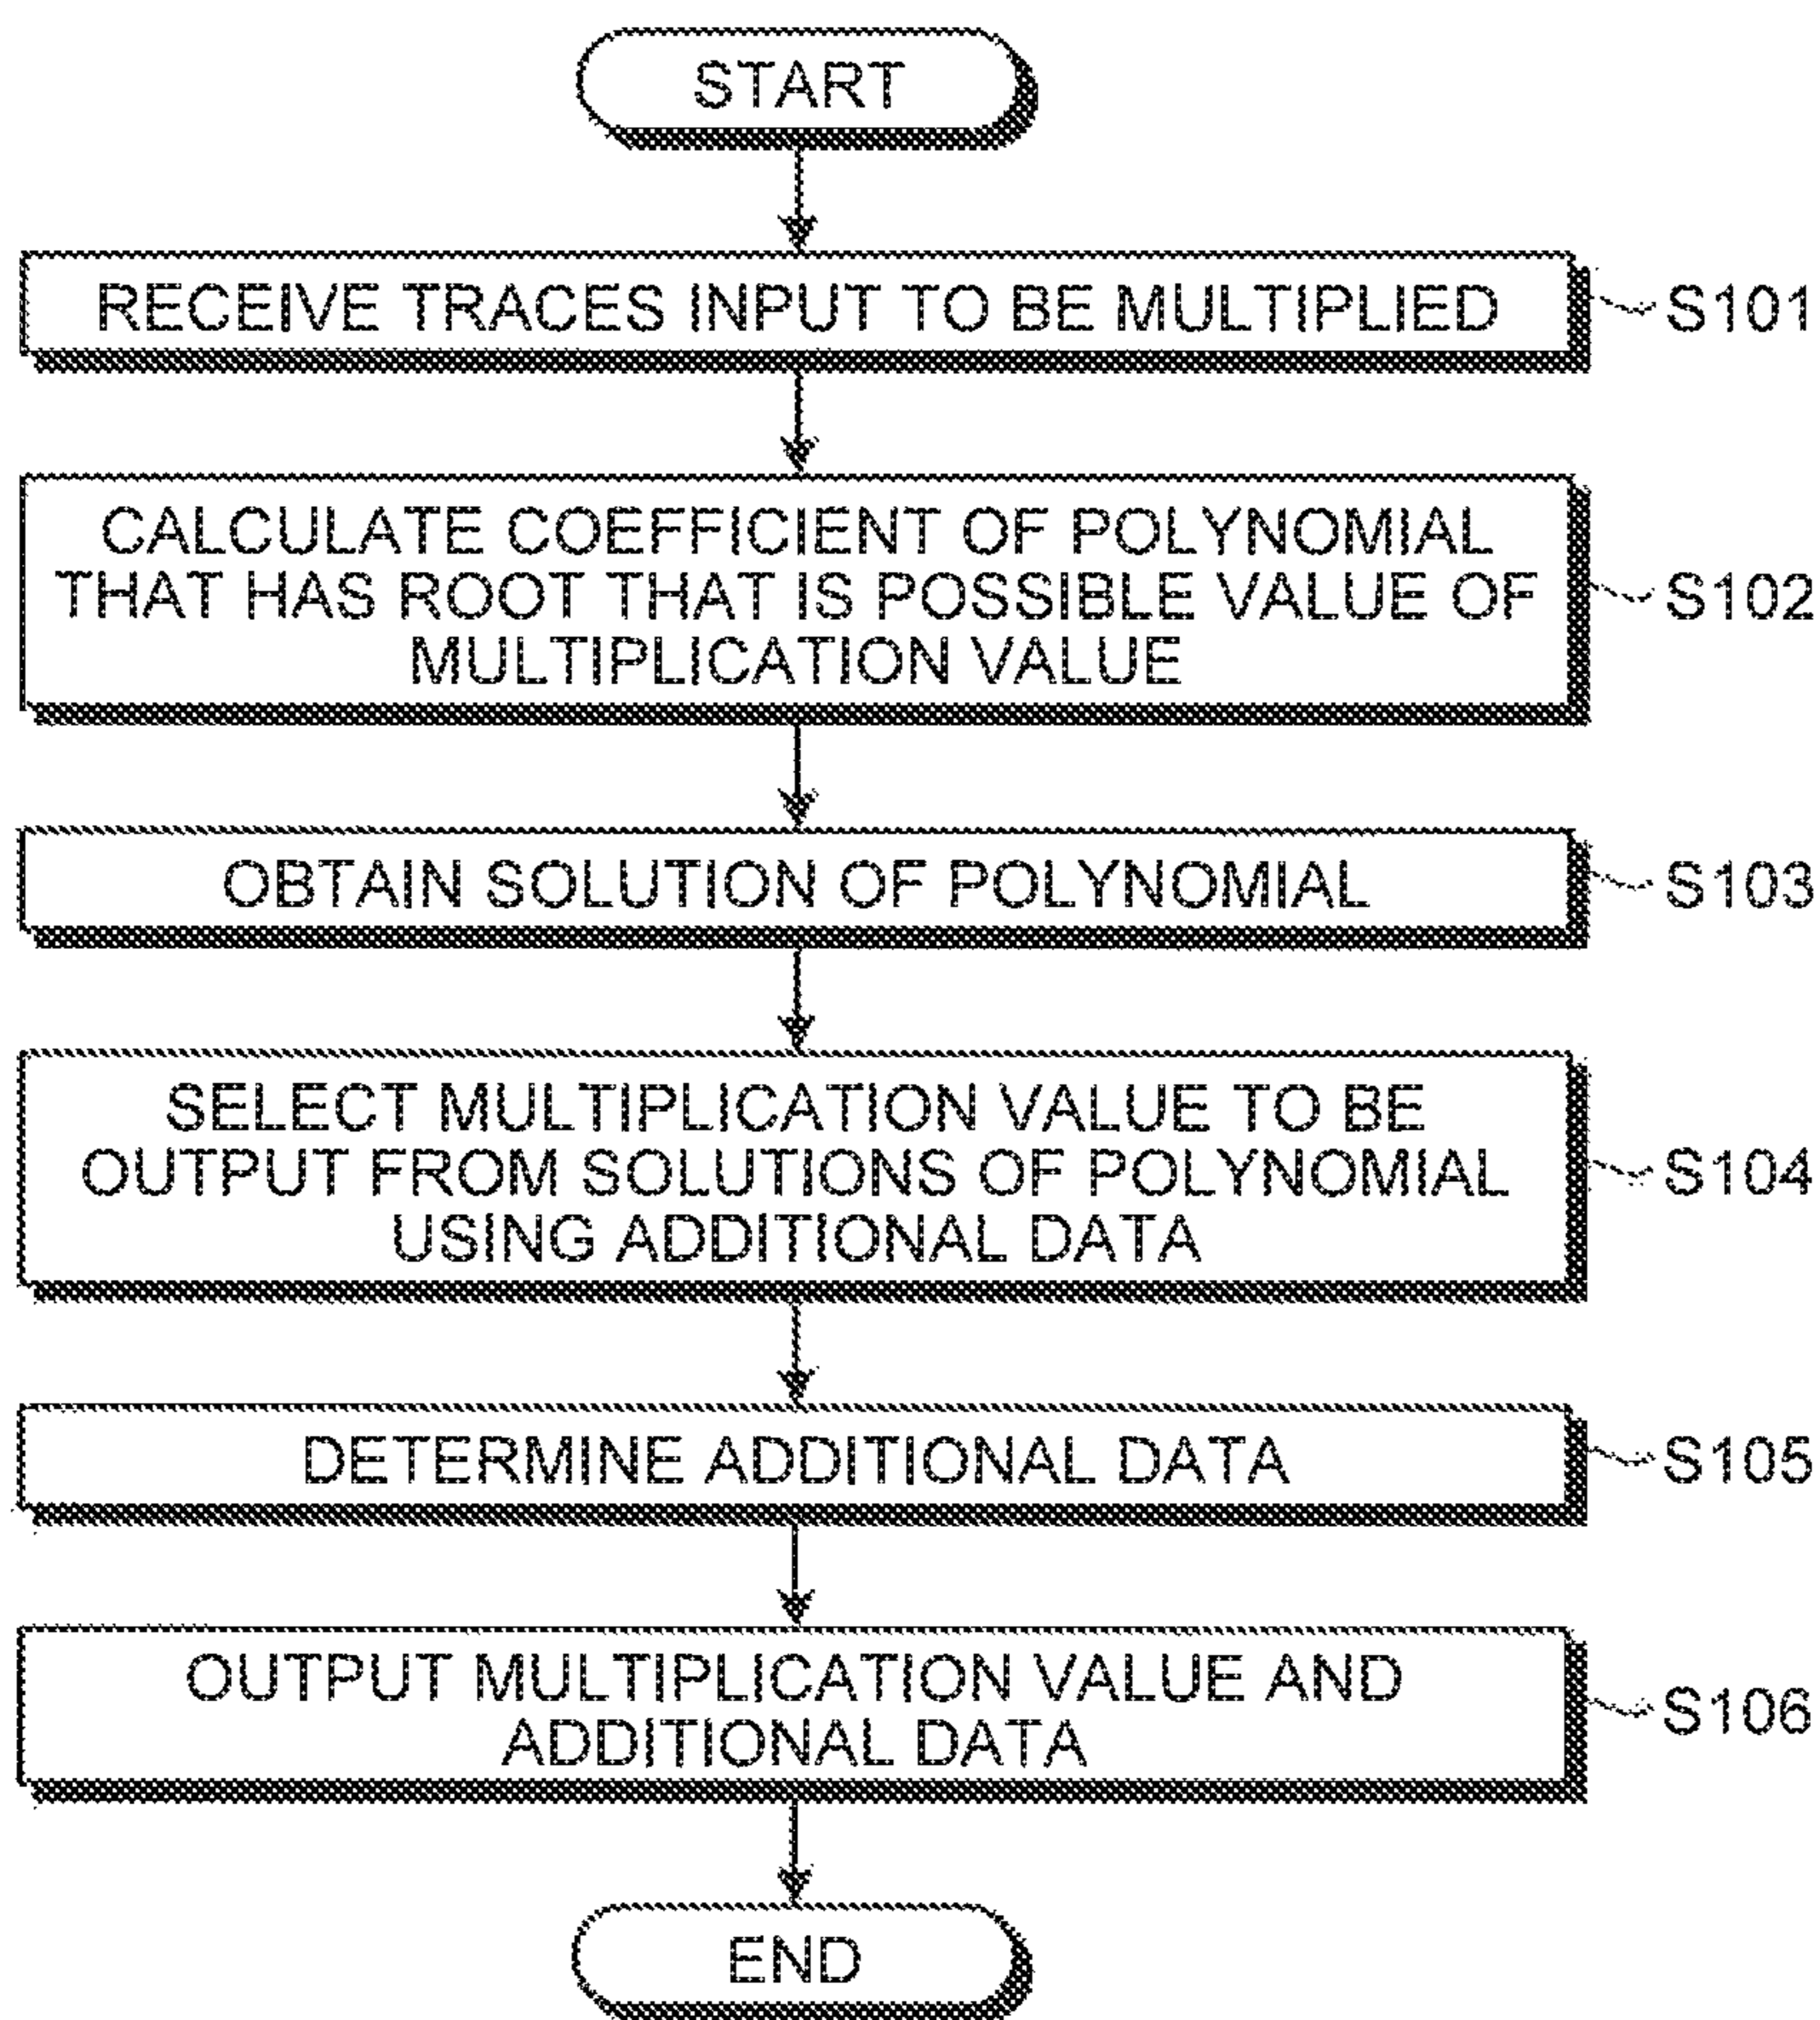 START
RECEIVE TRACES INPUT TO BE MULTIPLIED
S101
CALCULATE COEFFICIENT OF POLYNOMIAL
THAT HAS ROOT THAT IS POSSIBLE VALUE OF
MULTIPLICATION VALUE
S102
OBTAIN SOLUTION OF POLYNOMIAL
S103
SELECT MULTIPLICATION VALUE TO BE
OUTPUT FROM SOLUTIONS OF POLYNOMIAL
USING ADDITIONAL DATA
S104
DETERMINE ADDITIONAL DATA
S105
OUTPUT MULTIPLICATION VALUE AND
ADDITIONAL DATA
S106
END